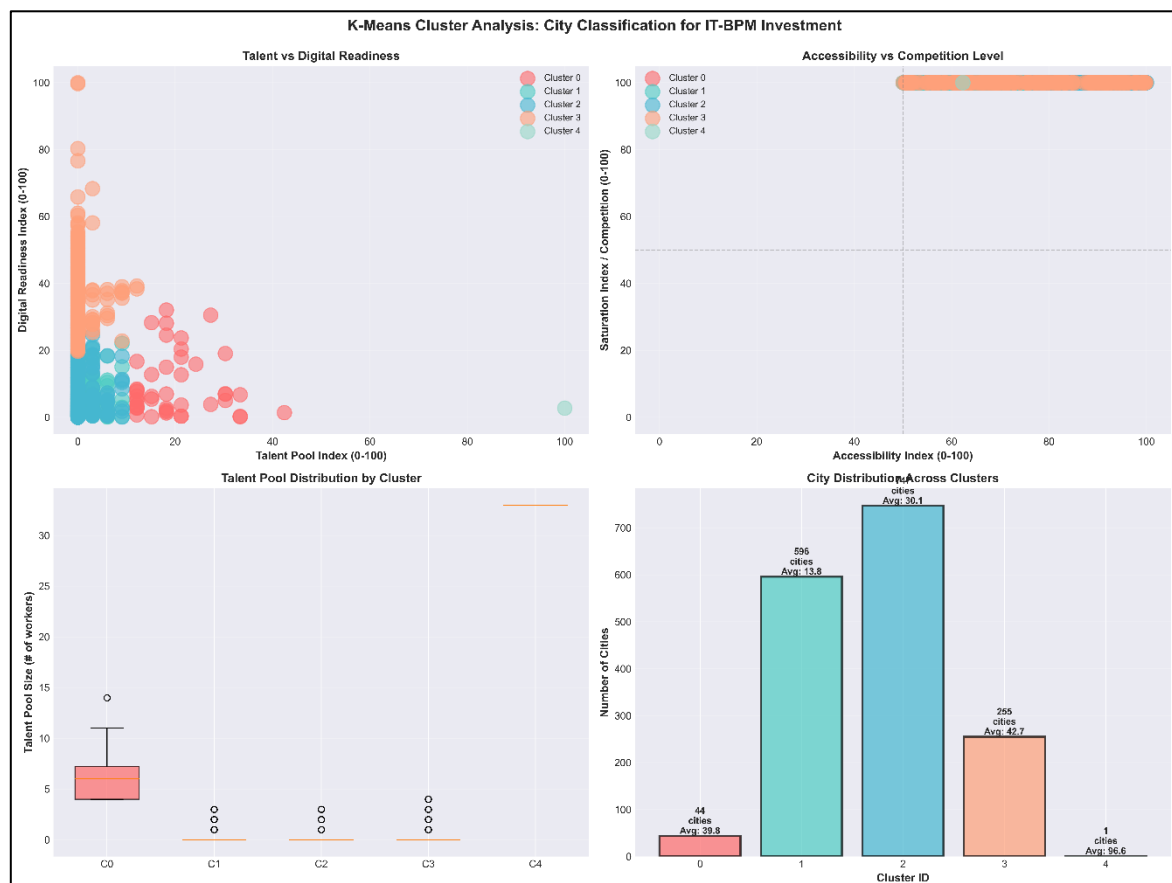 K-Means Cluster Analysis: City Classification for IT-BPM Investment
Talent vs Digital Readiness
Digital Readiness Index (0-100)
100
80
60
40
20
0
Cluster 0
Cluster 1
Cluster 2
Cluster 3
Cluster 4
0
20
40
60
80
100
Talent Pool Index (0-100)
Accessibility vs Competition Level
Saturation Index / Competition (0-100)
100
80
60
40
20
0
Cluster 0
Cluster 1
Cluster 2
Cluster 3
Cluster 4
0
20
40
60
80
100
Accessibility Index (0-100)
Talent Pool Distribution by Cluster
Talent Pool Size (# of workers)
30
25
20
15
10
5
0
C0
C1
C2
C3
C4
City Distribution Across Clusters
Number of Cities
700
600
500
400
300
200
100
0
44
cities
Avg: 39.8
596
cities
Avg: 13.8
cities
Avg: 30.1
255
cities
Avg: 42.7
1
cities
Avg: 96.6
0
1
2
3
4
Cluster ID